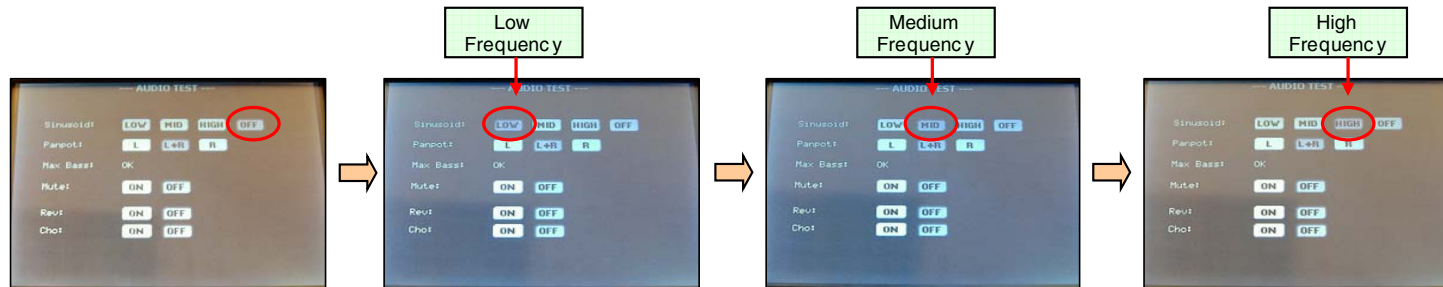 Low
Frequency
Medium
Frequency
High
Frequency
--- AUDIO TEST ---
Sinusoid: LOW MID HIGH OFF
Panpot: L L+R R
Max Bass: OK
Mute: ON OFF
Rev: ON OFF
Cho: ON OFF
--- AUDIO TEST ---
Sinusoid: LOW MID HIGH OFF
Panpot: L L+R R
Max Bass: OK
Mute: ON OFF
Rev: ON OFF
Cho: ON OFF
--- AUDIO TEST ---
Sinusoid: LOW MID HIGH OFF
Panpot: L L+R R
Max Bass: OK
Mute: ON OFF
Rev: ON OFF
Cho: ON OFF
--- AUDIO TEST ---
Sinusoid: LOW MID HIGH OFF
Panpot: L L+R R
Max Bass: OK
Mute: ON OFF
Rev: ON OFF
Cho: ON OFF